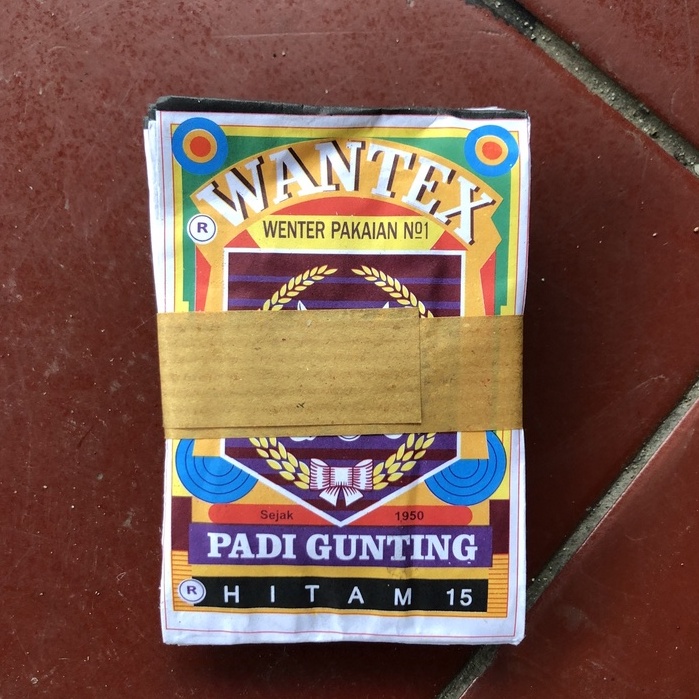 WANTEX
®
WENTER PAKAIAN Nº1
Sejak 1950
PADI GUNTING
® HITAM 15